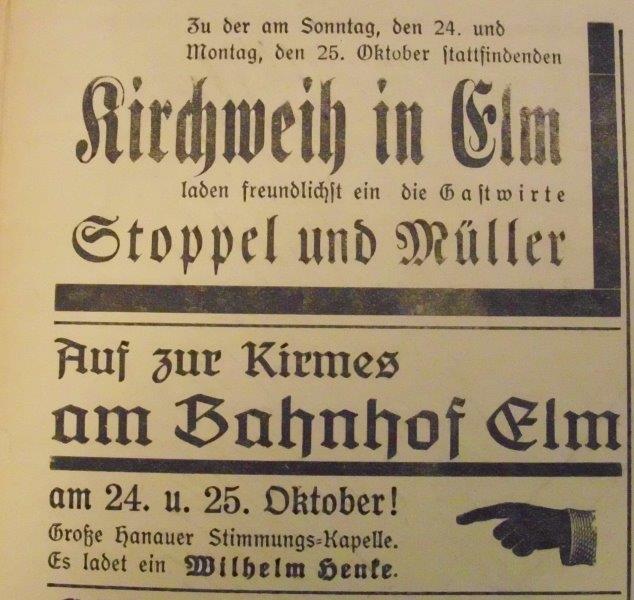 Zu der am Sonntag, den 24. und
Montag, den 25. Oktober stattfindenden
Kirchweih in Elm
laden freundlichst ein die Gastwirte
Stoppel und Müller
Auf zur Kirmes
am Bahnhof Elm
am 24. u. 25. Oktober!
Große Hanauer Stimmungs-Kapelle.
Es ladet ein Wilhelm Henke.